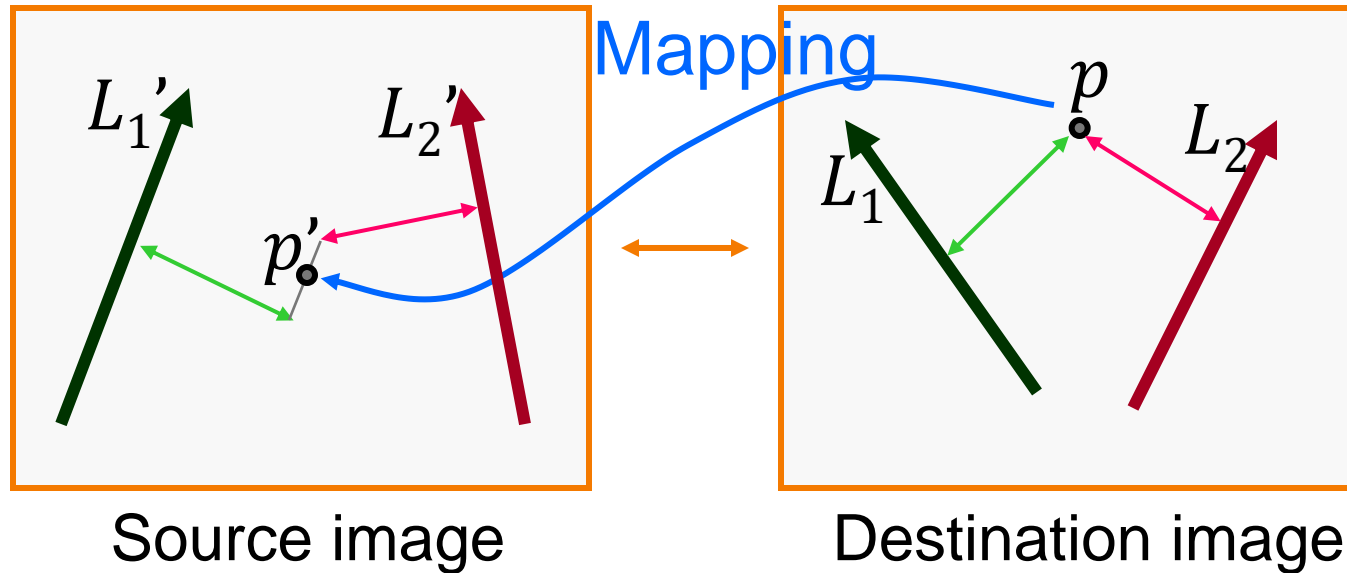 Mapping
L₁’
L₂’
p’
p
L₁
L₂
Source image
Destination image